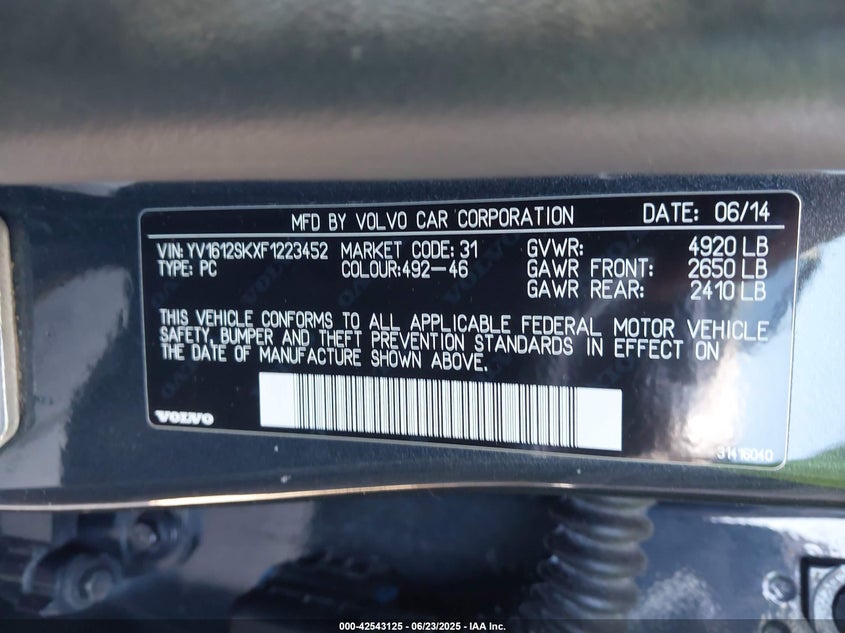 MFD BY VOLVO CAR CORPORATION DATE: 06/14
VIN: YV1612SKXF1223452 MARKET CODE: 31 GVWR: 4920 LB
TYPE: PC COLOUR:492-46 GAWR FRONT: 2650 LB
GAWR REAR: 2410 LB
THIS VEHICLE CONFORMS TO ALL APPLICABLE FEDERAL MOTOR VEHICLE
SAFETY, BUMPER AND THEFT PREVENTION STANDARDS IN EFFECT ON
THE DATE OF MANUFACTURE SHOWN ABOVE.
VOLVO
31416040
000-42543125 - 06/23/2025 - IAA Inc.